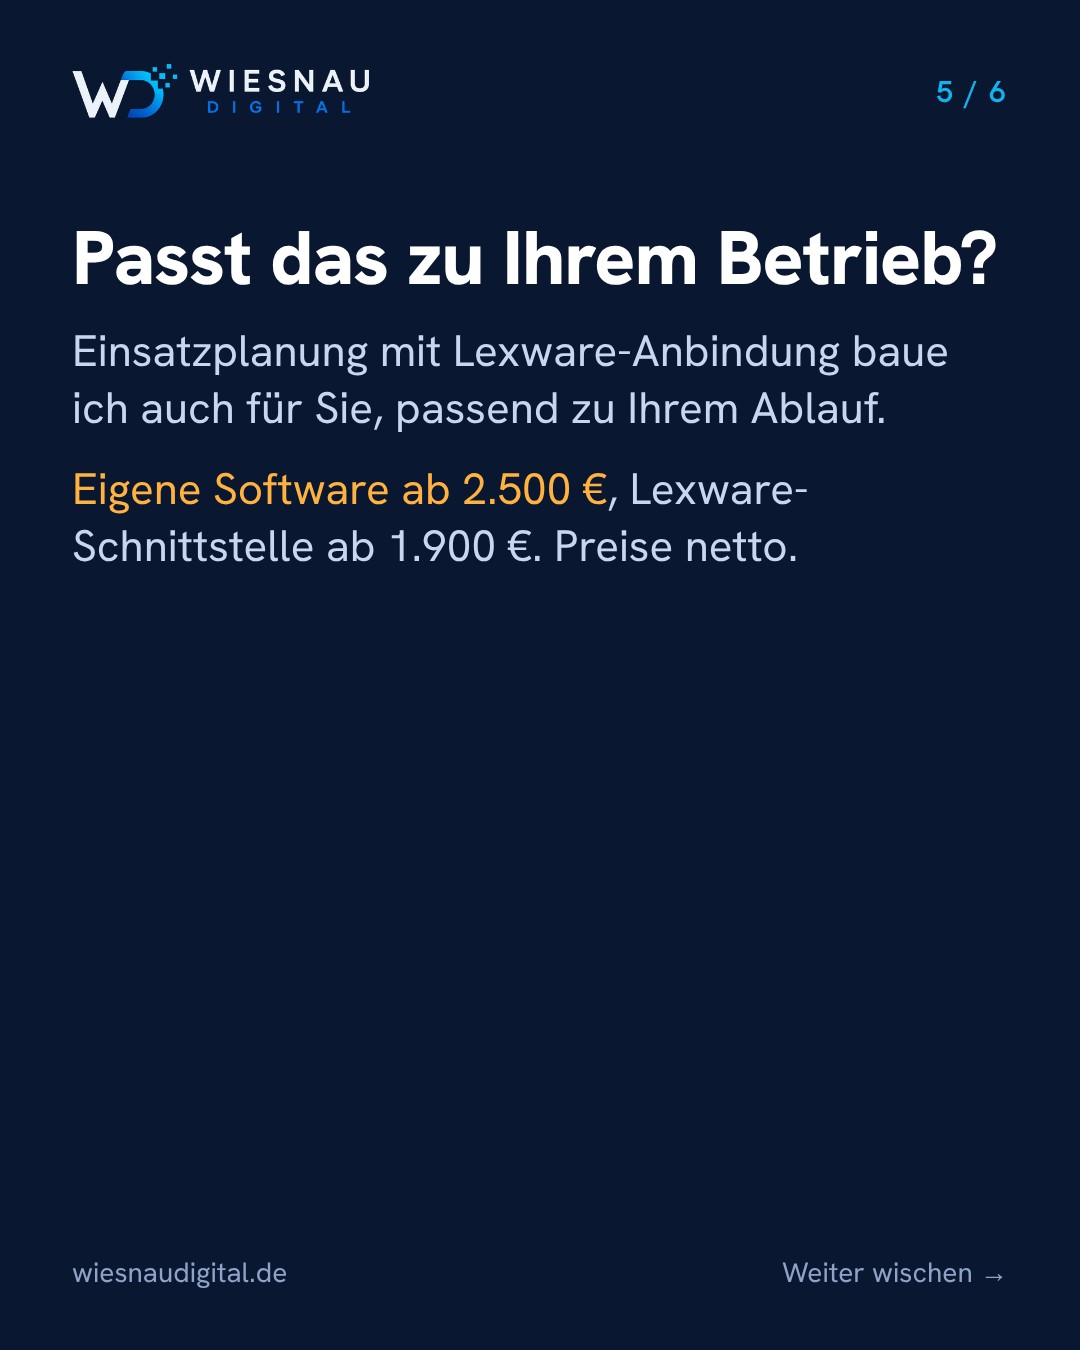 WIESNAU
DIGITAL
5 / 6
Passt das zu Ihrem Betrieb?
Einsatzplanung mit Lexware-Anbindung baue
ich auch für Sie, passend zu Ihrem Ablauf.
Eigene Software ab 2.500 €, Lexware-
Schnittstelle ab 1.900 €. Preise netto.
wiesnaudigital.de
Weiter wischen →